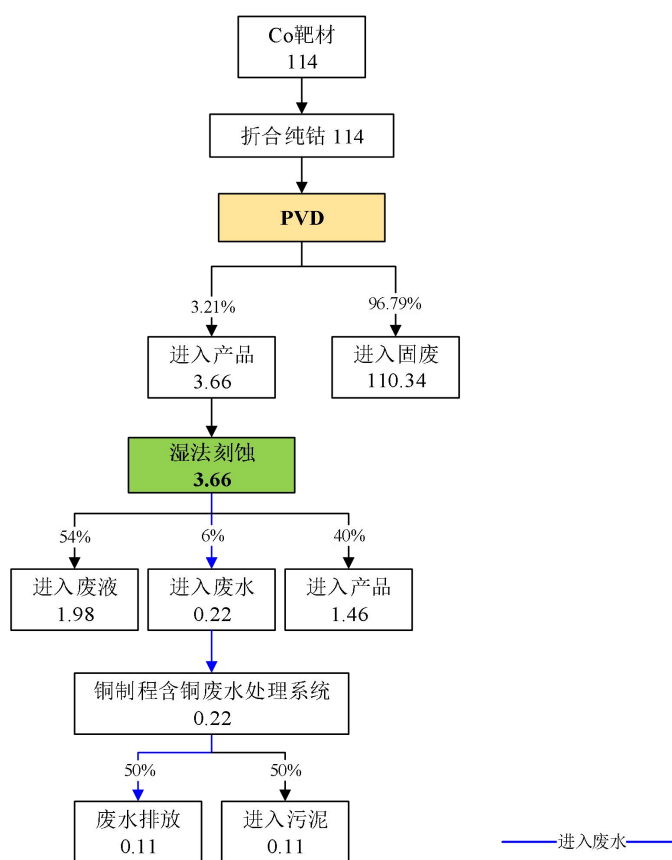 Co靶材
114
折合纯钴 114
PVD
3.21%
96.79%
进入产品
3.66
进入固废
110.34
湿法刻蚀
3.66
54%
6%
40%
进入废液
1.98
进入废水
0.22
进入产品
1.46
铜制程含铜废水处理系统
0.22
50%
50%
废水排放
0.11
进入污泥
0.11
进入废水